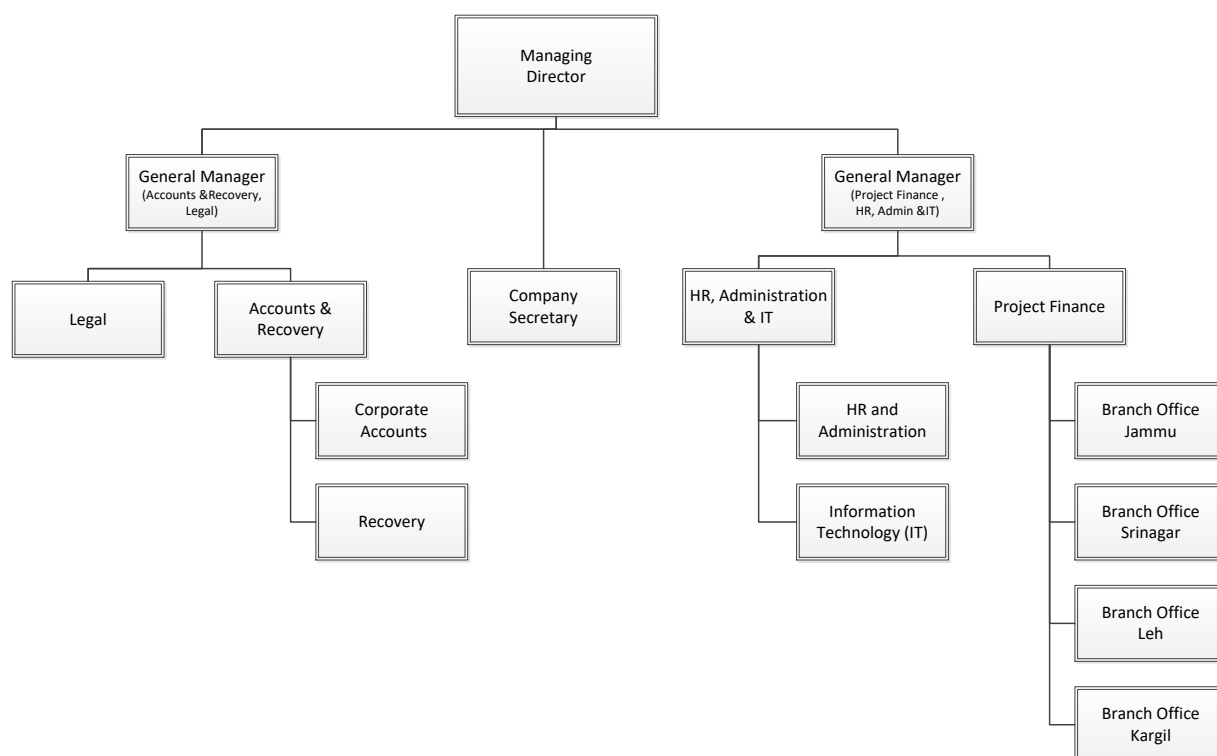 Managing
Director
General Manager
(Accounts &Recovery,
Legal)
General Manager
(Project Finance ,
HR, Admin &IT)
Legal
Accounts &
Recovery
Company
Secretary
HR, Administration
& IT
Project Finance
Corporate
Accounts
Recovery
HR and
Administration
Information
Technology (IT)
Branch Office
Jammu
Branch Office
Srinagar
Branch Office
Leh
Branch Office
Kargil